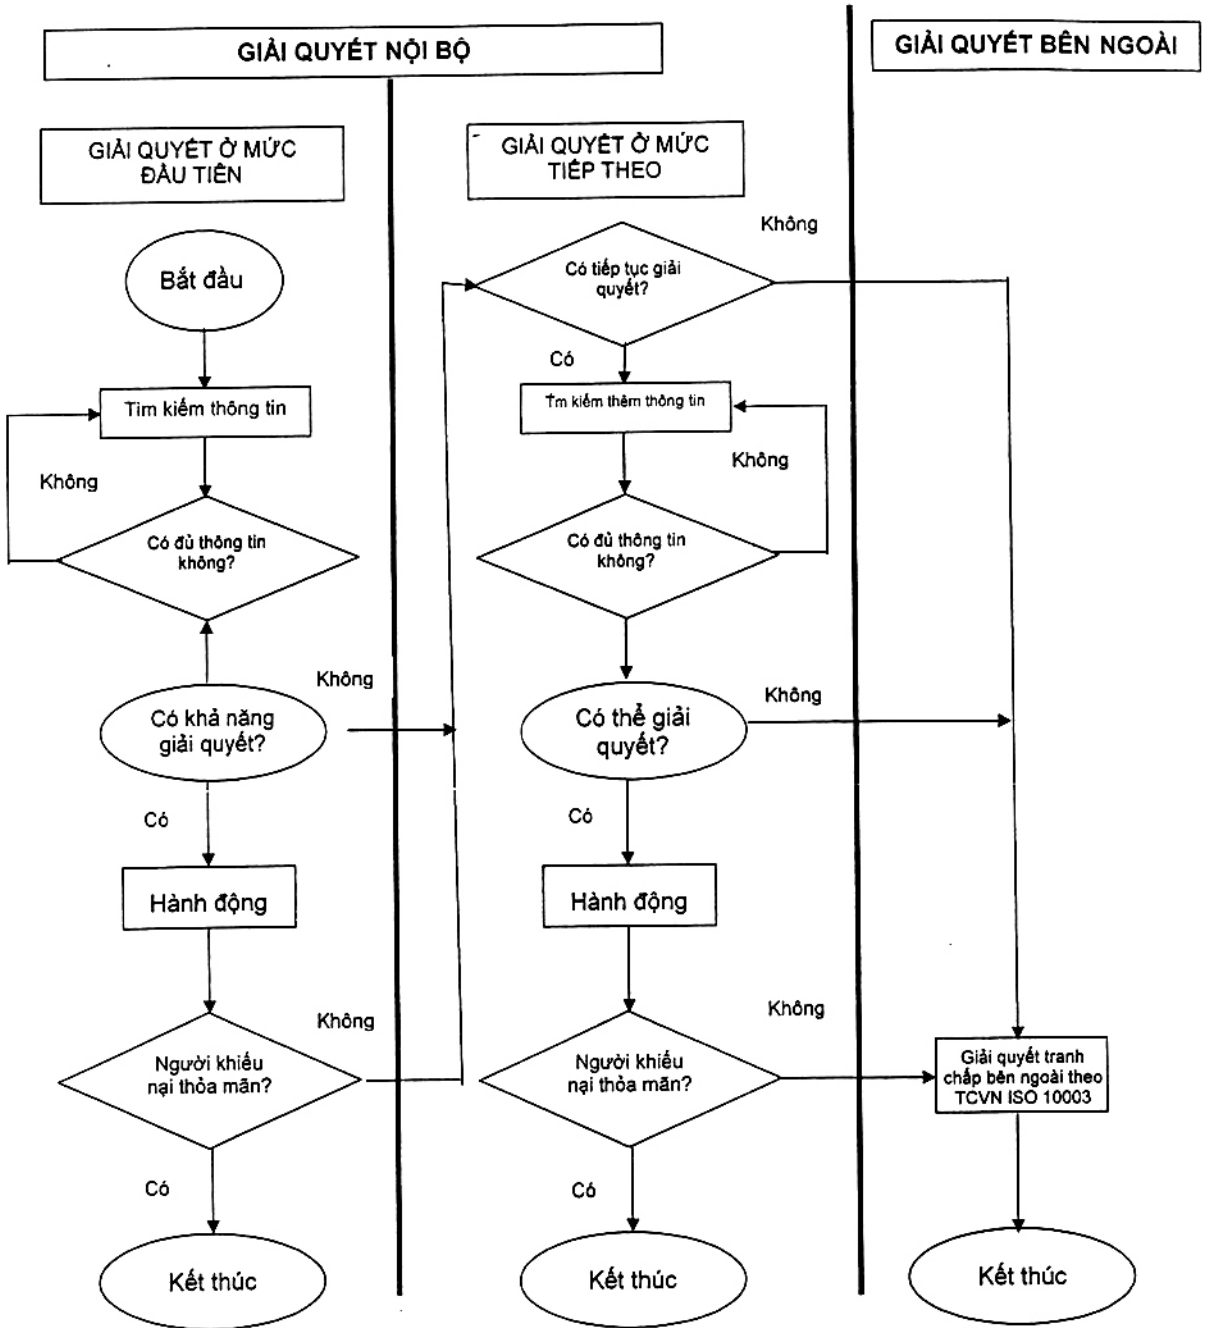 GIẢI QUYẾT NỘI BỘ
GIẢI QUYẾT BÊN NGOÀI
GIẢI QUYẾT Ở MỨC
ĐẦU TIÊN
GIẢI QUYẾT Ở MỨC
TIẾP THEO
Bắt đầu
Tìm kiếm thông tin
Không
Có đủ thông tin
không?
Có khả năng
giải quyết?
Không
Có
Hành động
Người khiếu
nại thỏa mãn?
Không
Có
Kết thúc
Có tiếp tục giải
quyết?
Không
Có
Tm kiếm thêm thông tin
Không
Có đủ thông tin
không?
Có thể giải
quyết?
Không
Có
Hành động
Người khiếu
nại thỏa mãn?
Không
Có
Kết thúc
Giải quyết tranh
chấp bên ngoài theo
TCVN ISO 10003
Kết thúc